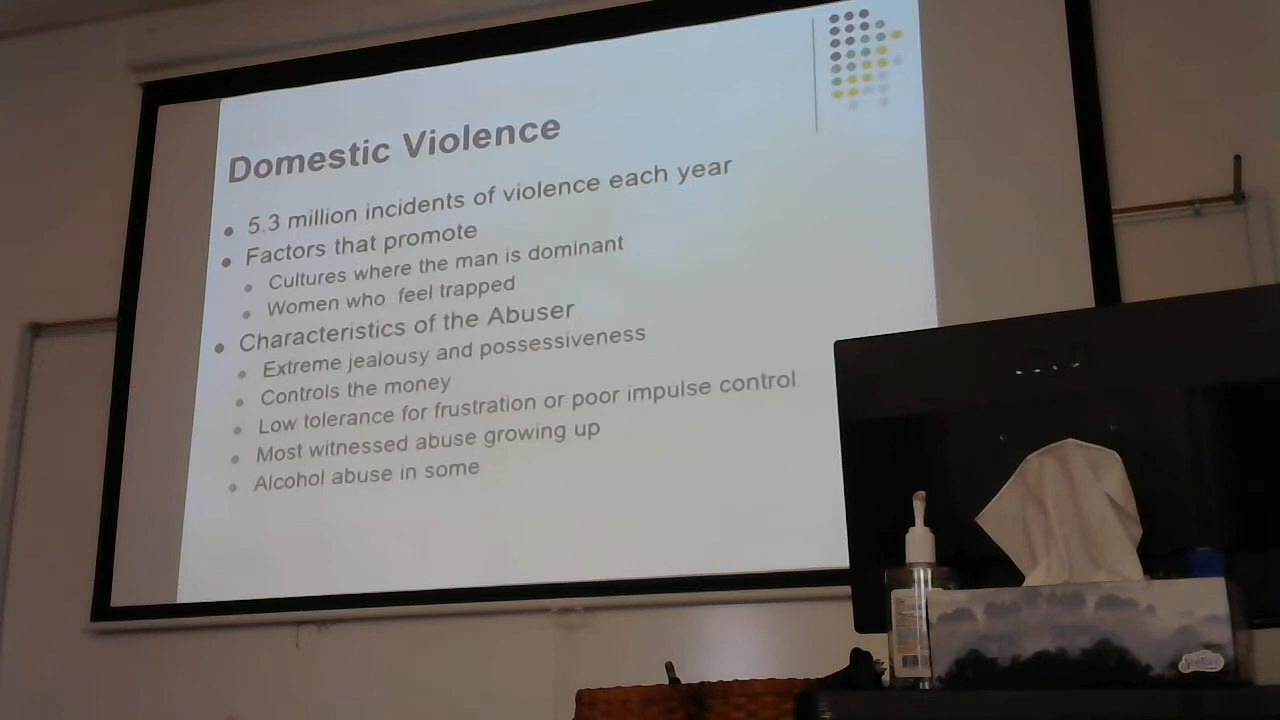 Domestic Violence
5.3 million incidents of violence each year
Factors that promote
Cultures where the man is dominant
Women who feel trapped
Characteristics of the Abuser
Extreme jealousy and possessiveness
Controls the money
Low tolerance for frustration or poor impulse control
Most witnessed abuse growing up
Alcohol abuse in some